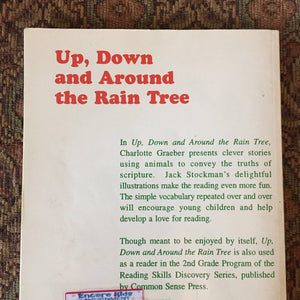 Up, Down
and Around
the Rain Tree
In Up, Down and Around the Rain Tree,
Charlotte Graeber presents clever stories
using animals to convey the truths of
scripture. Jack Stockman's delightful
illustrations make the reading even more fun.
The simple vocabulary repeated over and over
will encourage young children and help
develop a love for reading.
Though meant to be enjoyed by itself, Up,
Down and Around the Rain Tree is also used
as a reader in the 2nd Grade Program of the
Reading Skills Discovery Series, published
by Common Sense Press.
Encore Kids